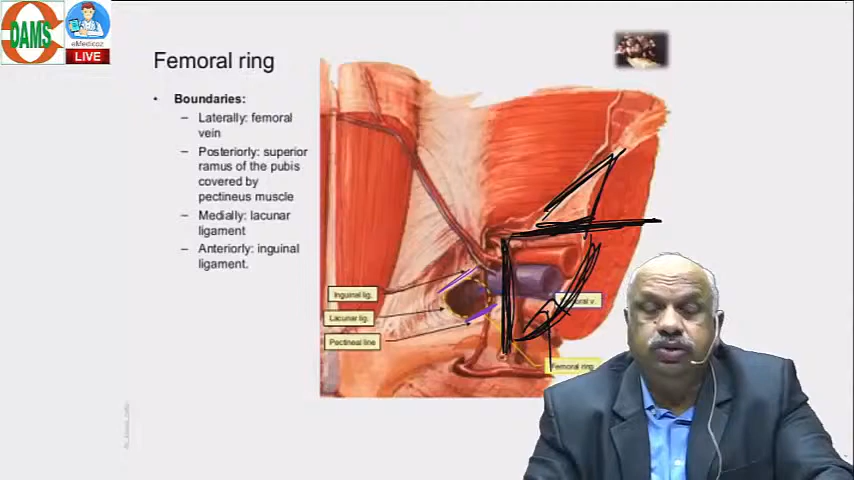 DAMS
eMedicoz
LIVE
Femoral ring
• Boundaries:
– Laterally: femoral
vein
– Posteriorly: superior
ramus of the pubis
covered by
pectineus muscle
– Medially: lacunar
ligament
– Anteriorly: inguinal
ligament.
Inguinal lig.
Lacunar lig.
Pectineal line
v.
Femoral ring